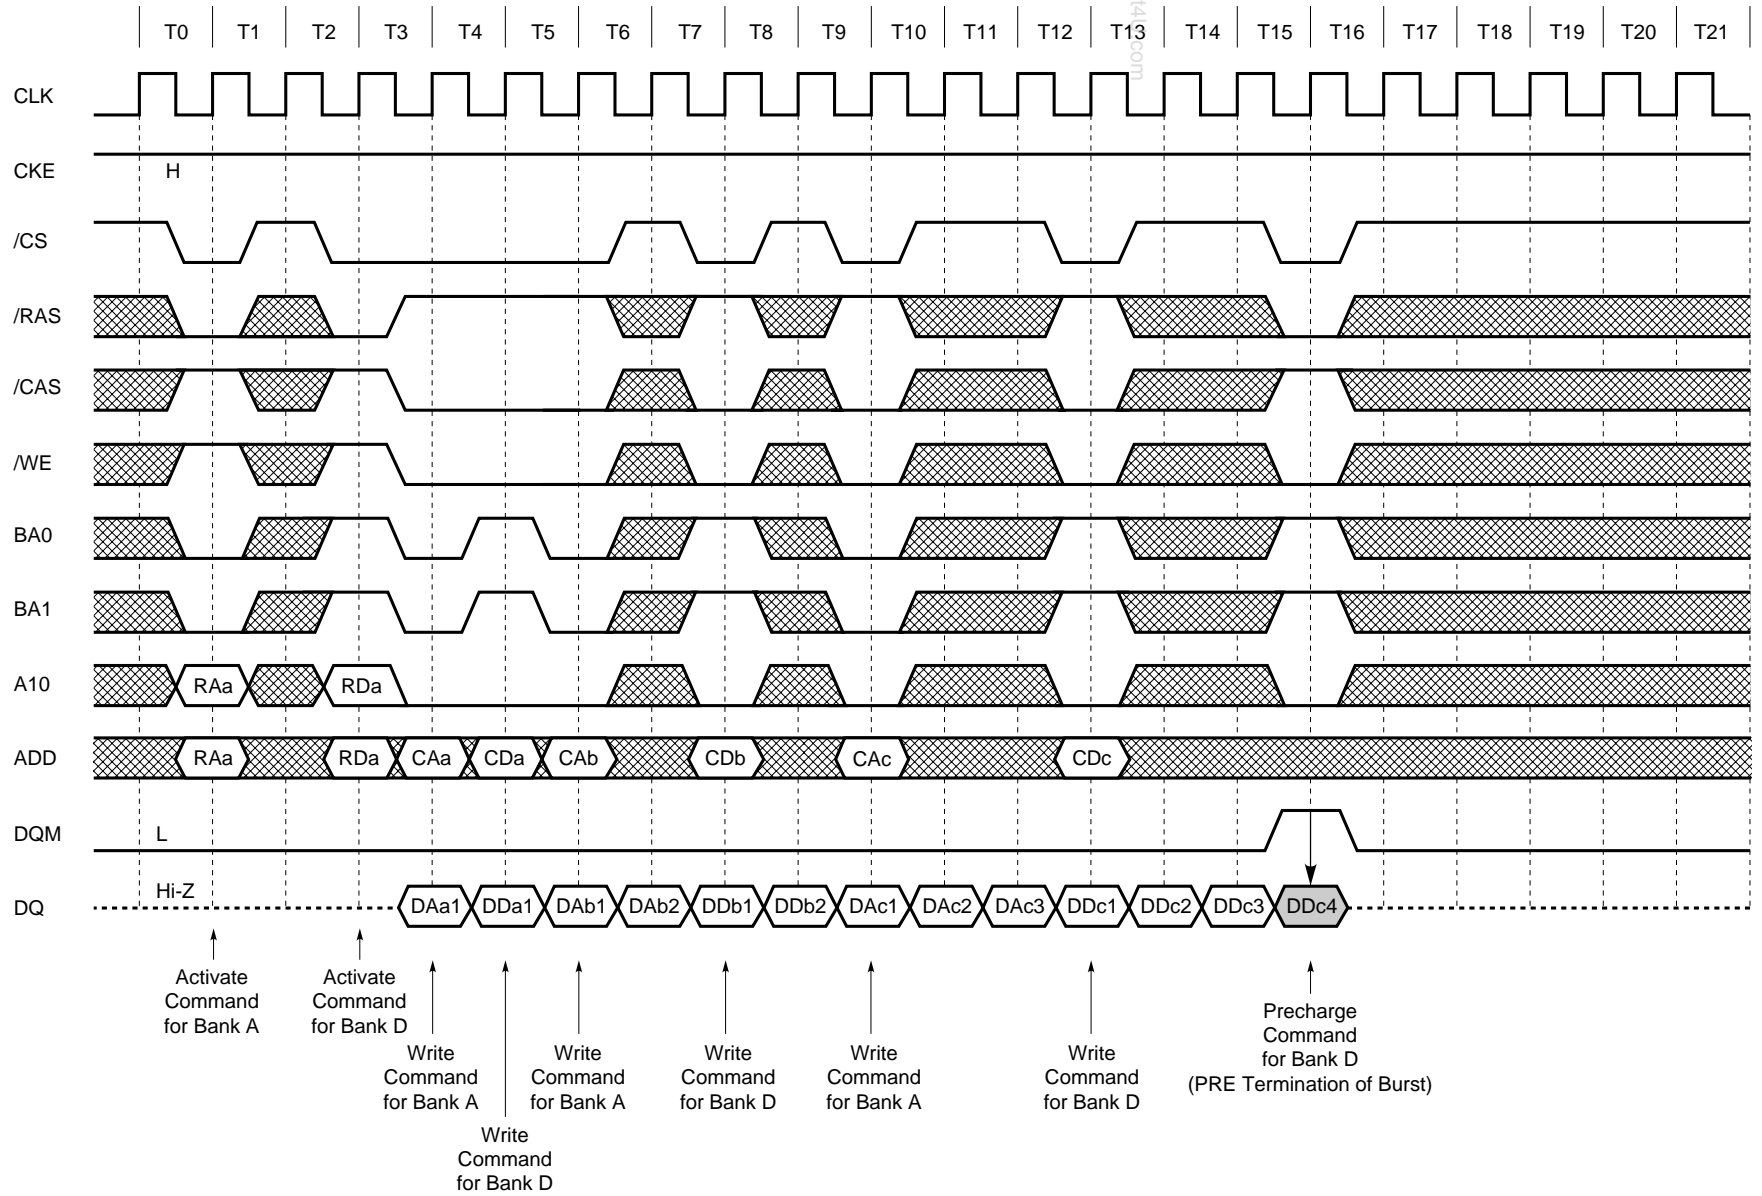 T0 T1 T2 T3 T4 T5 T6 T7 T8 T9 T10 T11 T12 T13 T14 T15 T16 T17 T18 T19 T20 T21
CLK
CKE H
/CS
/RAS
/CAS
/WE
BA0
BA1
A10 RAa RDa
ADD RAa RDa CAa CDa CAb CDb CAc CDc
DQM L
DQ Hi-Z DAa1 DDa1 DAb1 DAb2 DDb1 DDb2 DAc1 DAc2 DAc3 DDc1 DDc2 DDc3 DDc4
Activate
Command
for Bank A
Activate
Command
for Bank D
Write
Command
for Bank A
Write
Command
for Bank D
Write
Command
for Bank A
Write
Command
for Bank D
Write
Command
for Bank A
Write
Command
for Bank D
Precharge
Command
for Bank D
(PRE Termination of Burst)